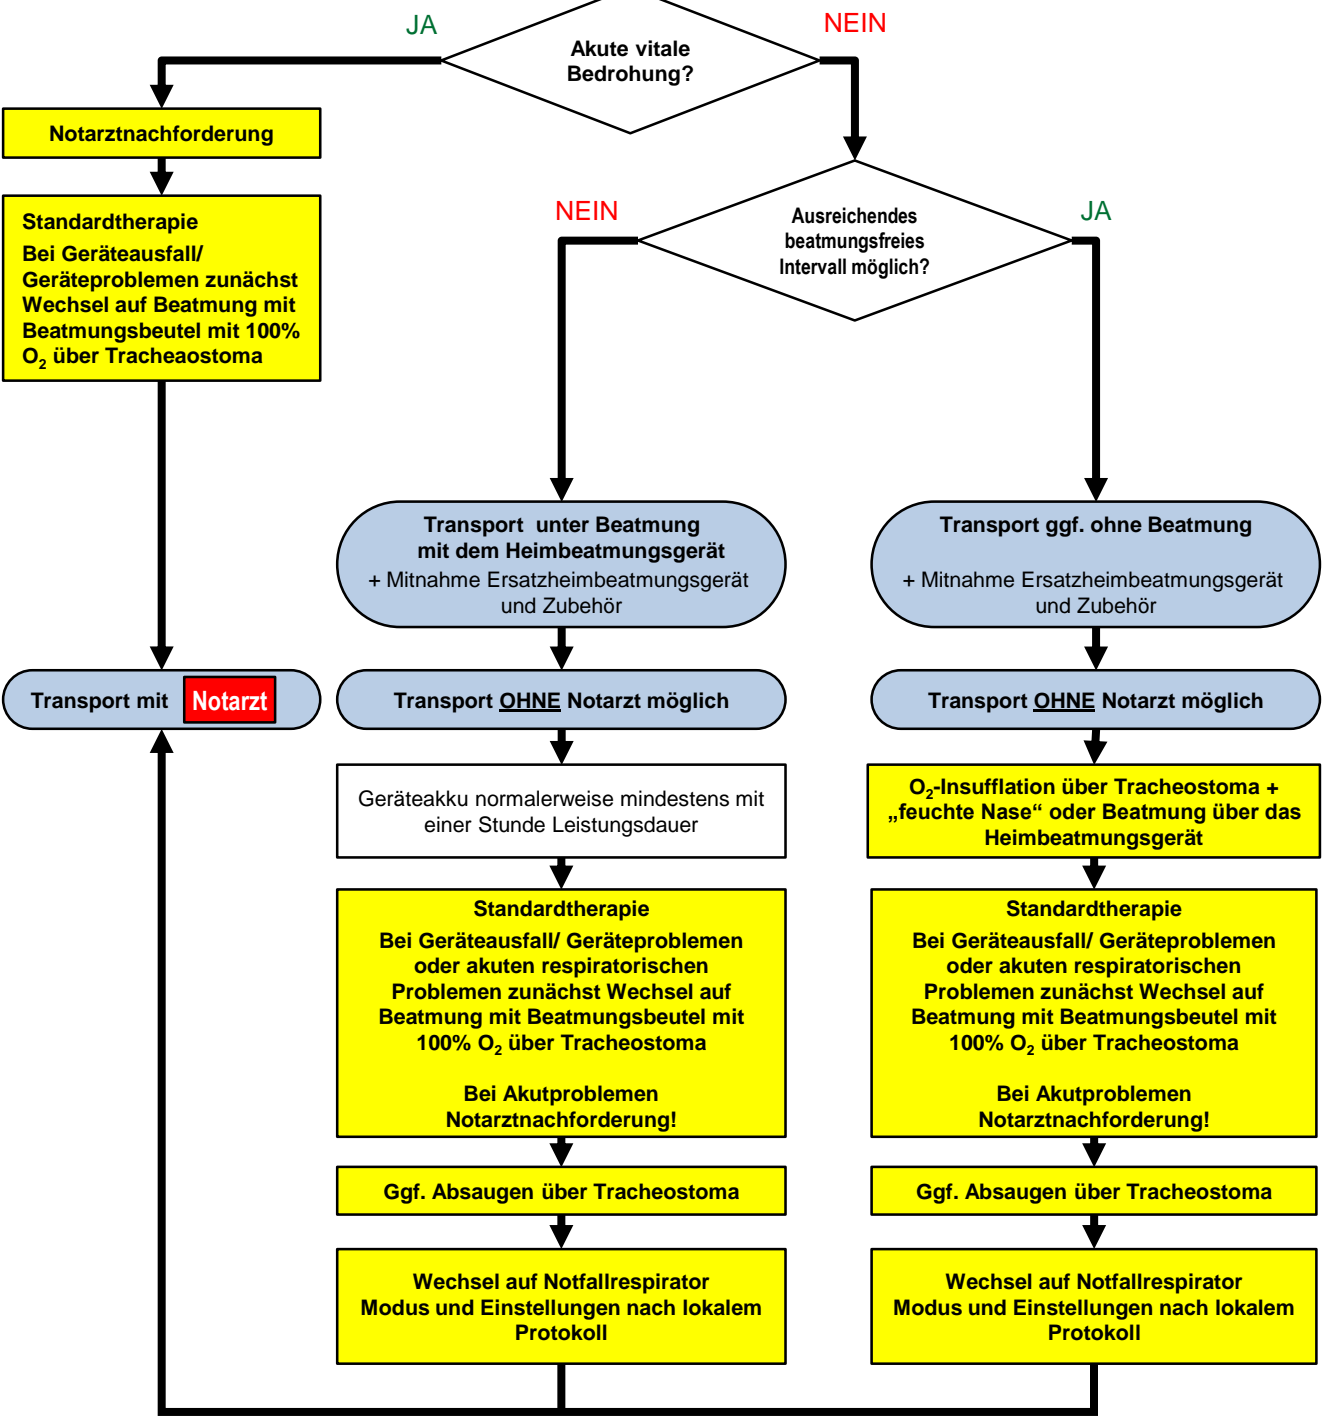 JA
NEIN
Akute vitale
Bedrohung?
Notarztnachforderung
Standardtherapie
Bei Geräteausfall/
Geräteproblemen zunächst
Wechsel auf Beatmung mit
Beatmungsbeutel mit 100%
O₂ über Tracheaostoma
NEIN
JA
Ausreichendes
beatmungsfreies
Intervall möglich?
Transport unter Beatmung
mit dem Heimbeatmungsgerät
+ Mitnahme Ersatzheimbeatmungsgerät
und Zubehör
Transport ggf. ohne Beatmung
+ Mitnahme Ersatzheimbeatmungsgerät
und Zubehör
Transport mit Notarzt
Transport OHNE Notarzt möglich
Transport OHNE Notarzt möglich
Geräteakku normalerweise mindestens mit
einer Stunde Leistungsdauer
O₂-Insufflation über Tracheostoma +
„feuchte Nase“ oder Beatmung über das
Heimbeatmungsgerät
Standardtherapie
Bei Geräteausfall/ Geräteproblemen
oder akuten respiratorischen
Problemen zunächst Wechsel auf
Beatmung mit Beatmungsbeutel mit
100% O₂ über Tracheostoma
Bei Akutproblemen
Notarztnachforderung!
Standardtherapie
Bei Geräteausfall/ Geräteproblemen
oder akuten respiratorischen
Problemen zunächst Wechsel auf
Beatmung mit Beatmungsbeutel mit
100% O₂ über Tracheostoma
Bei Akutproblemen
Notarztnachforderung!
Ggf. Absaugen über Tracheostoma
Ggf. Absaugen über Tracheostoma
Wechsel auf Notfallrespirator
Modus und Einstellungen nach lokalem
Protokoll
Wechsel auf Notfallrespirator
Modus und Einstellungen nach lokalem
Protokoll